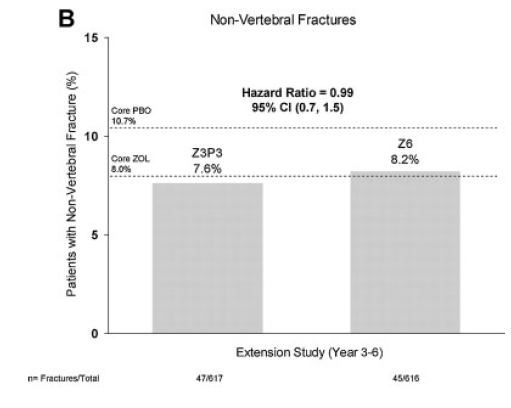 B
Non-Vertebral Fractures
15
Hazard Ratio = 0.99
95% CI (0.7, 1.5)
Core PBO
10.7%
10
Z3P3
7.6%
Z6
8.2%
Core ZOL
8.0%
5
0
Patients with Non-Vertebral Fracture (%)
Extension Study (Year 3-6)
n= Fractures/Total
47/617
45/616